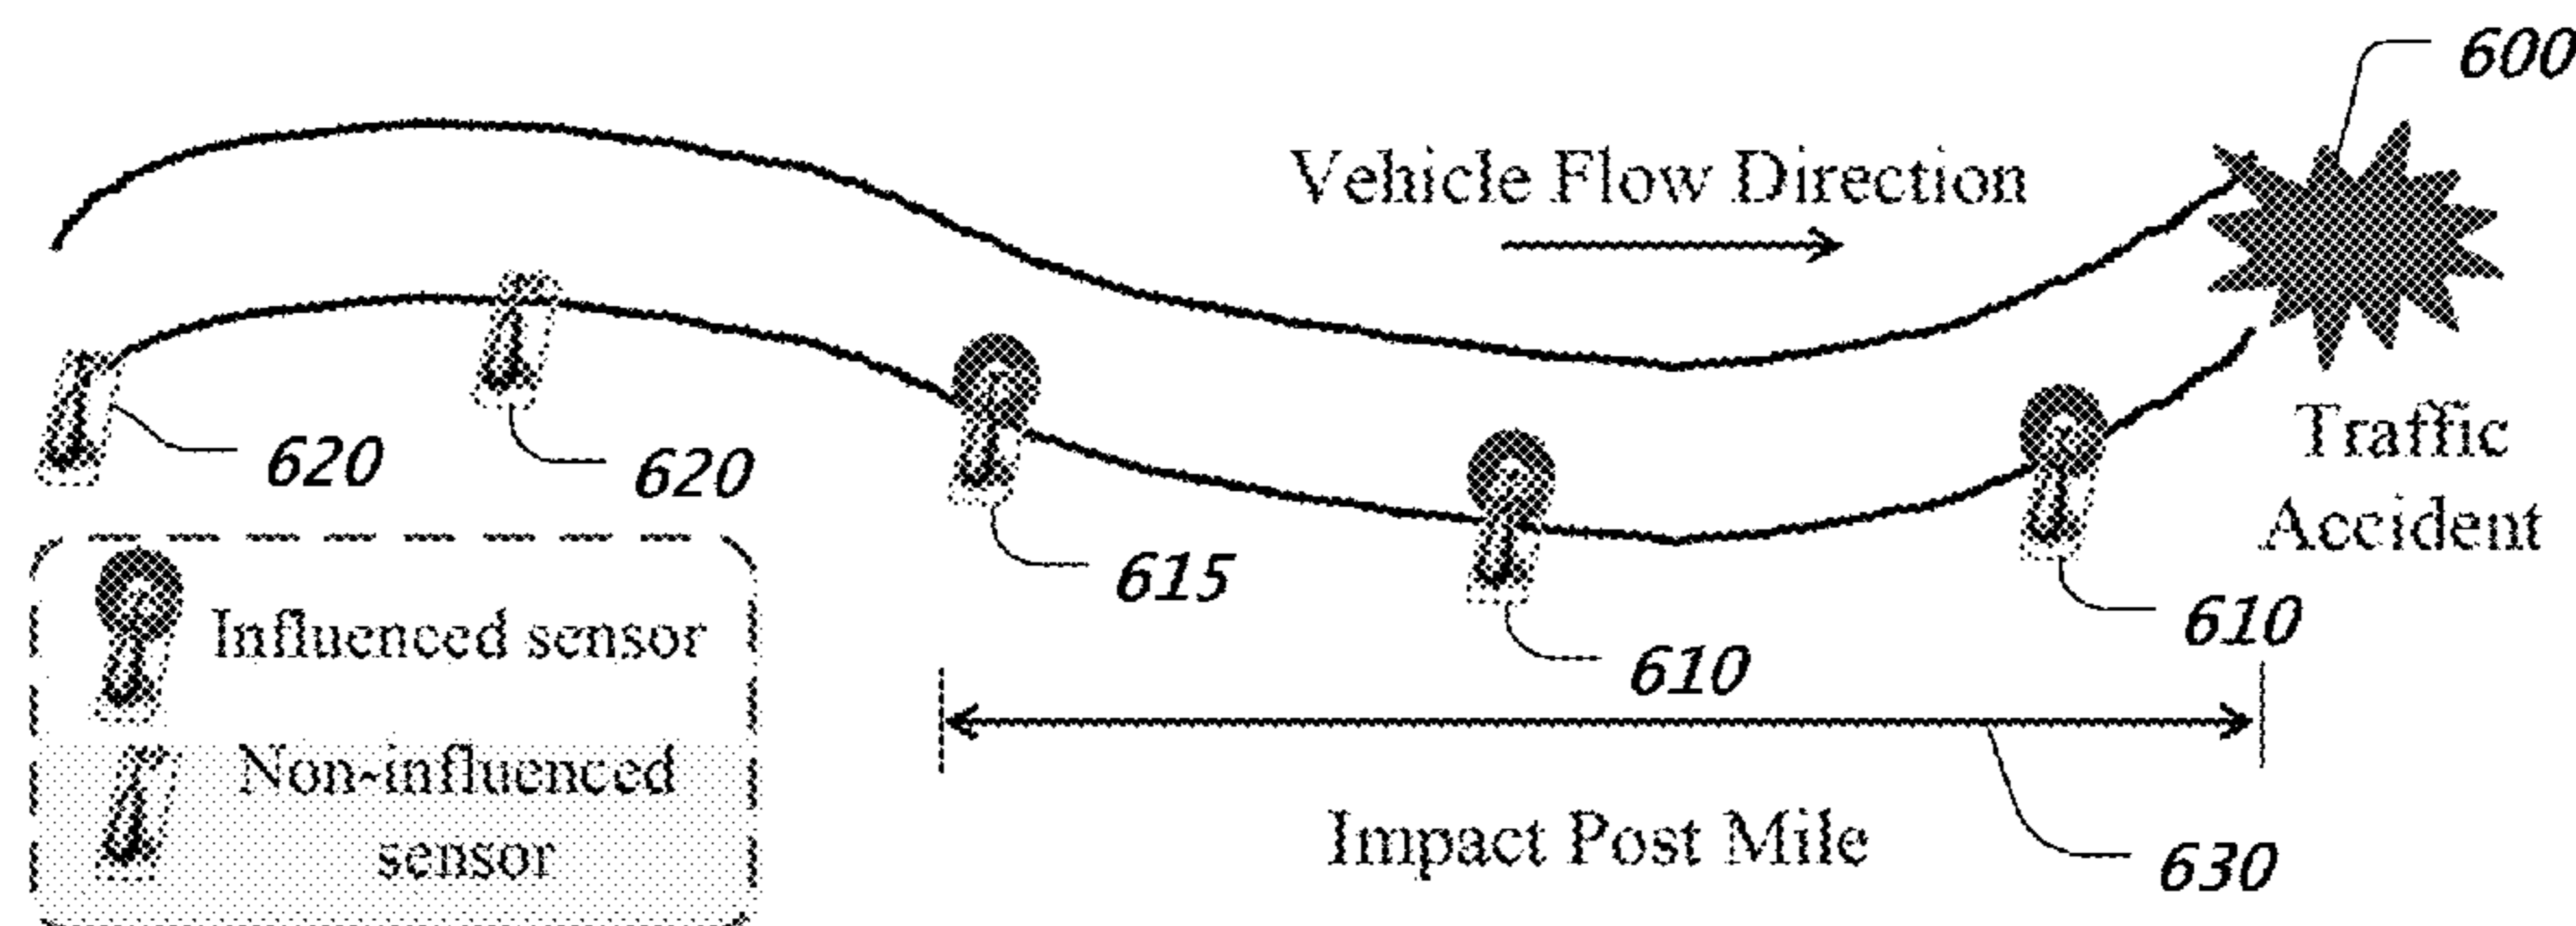 600
Vehicle Flow Direction
Traffic
Accident
620
620
615
610
610
Influenced sensor
Non-influenced
sensor
Impact Post Mile
630